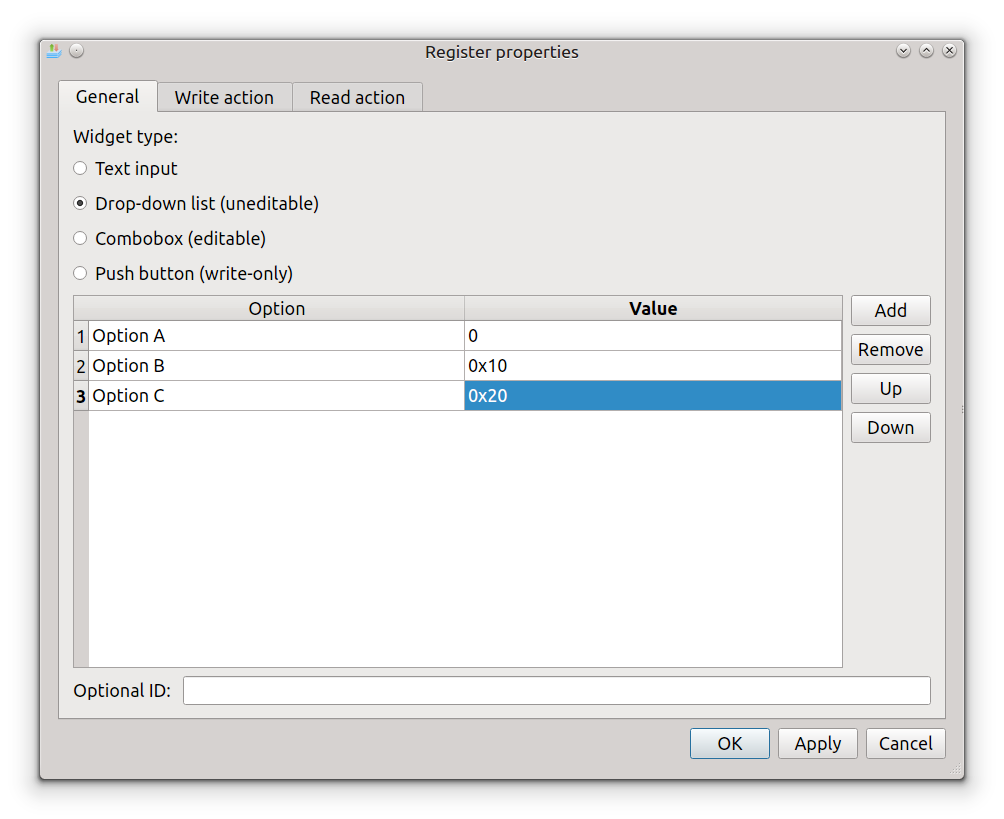 Register properties
General Write action Read action
Widget type:
Text input
Drop-down list (uneditable)
Combobox (editable)
Push button (write-only)
Option Value Add
1 Option A 0
2 Option B 0x10 Remove
3 Option C 0x20 Up
Down
Optional ID:
OK Apply Cancel